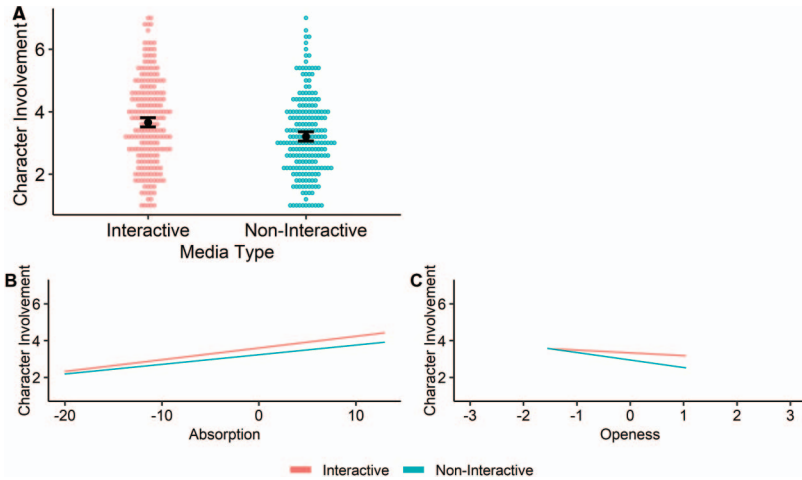 A
Character Involvement
6
4
2
Interactive
Non-Interactive
Media Type
B
Character Involvement
6
4
2
-20
-10
0
10
Absorption
C
Character Involvement
6
4
2
-3
-2
-1
0
1
2
3
Openess
Interactive
Non-Interactive